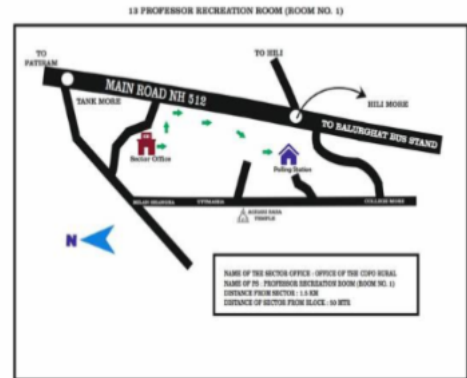 13 PROFESSOR RECREATION ROOM (ROOM NO. 1)
TO
PATIRAM
TO HILI
MAIN ROAD NH 512
TANK MORE
HILI MORE
TO BALURGHAT BUS STAND
Sector Office
Polling Station
MILAN
COLLEGE MORE
TEMPLE
N
NAME OF THE SECTOR OFFICE : OFFICE OF THE CDPO RURAL
NAME OF PS : PROFESSOR RECREATION ROOM (ROOM NO. 1)
DISTANCE FROM SECTOR : 1.5 KM
DISTANCE OF SECTOR FROM BLOCK : 50 MTR